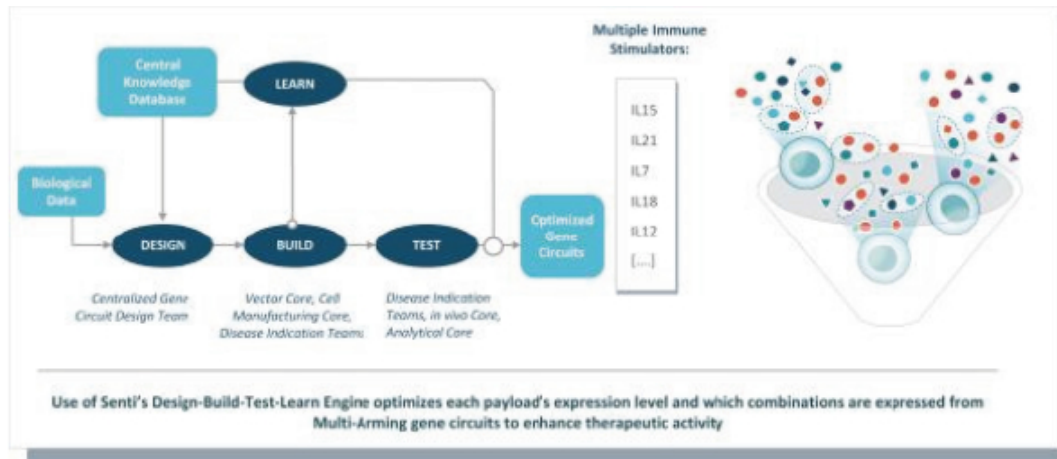 Multiple Immune
Stimulators:
Central
Knowledge
Database
LEARN
Biological
Data
DESIGN
BUILD
TEST
Optimized
Gene
Circuits
Centralized Gene
Circuit Design Team
Vector Core, Cell
Manufacturing Core,
Disease Indication Teams
Disease Indication
Teams, in vivo Core,
Analytical Core
IL15
IL21
IL7
IL18
IL12
[....]
Use of Senti's Design-Build-Test-Learn Engine optimizes each payload's expression level and which combinations are expressed from
Multi-Arming gene circuits to enhance therapeutic activity